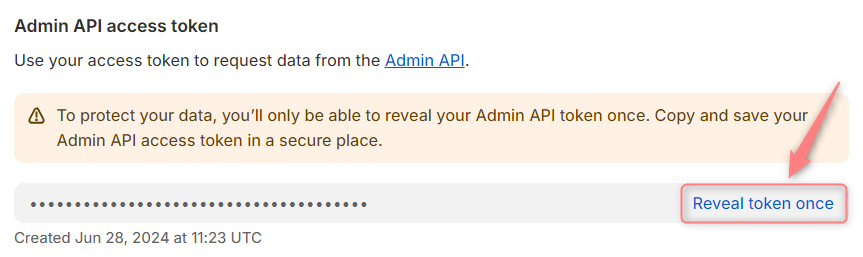 Admin API access token
Use your access token to request data from the Admin API.
To protect your data, you’ll only be able to reveal your Admin API token once. Copy and save your
Admin API access token in a secure place.
••••••••••••••••••••••••••••••••••••••
Reveal token once
Created Jun 28, 2024 at 11:23 UTC